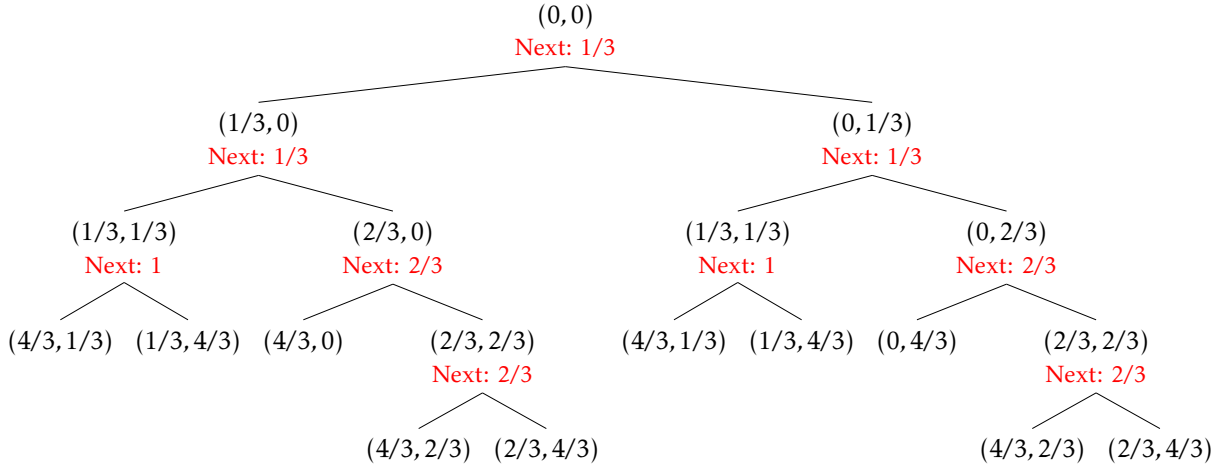 (0, 0)
Next: 1/3
(1/3, 0) (0, 1/3)
Next: 1/3 Next: 1/3
(1/3, 1/3) (2/3, 0) (1/3, 1/3) (0, 2/3)
Next: 1 Next: 2/3 Next: 1 Next: 2/3
(4/3, 1/3) (1/3, 4/3) (4/3, 0) (2/3, 2/3) (4/3, 1/3) (1/3, 4/3) (0, 4/3) (2/3, 2/3)
Next: 2/3 Next: 2/3
(4/3, 2/3) (2/3, 4/3) (4/3, 2/3) (2/3, 4/3)